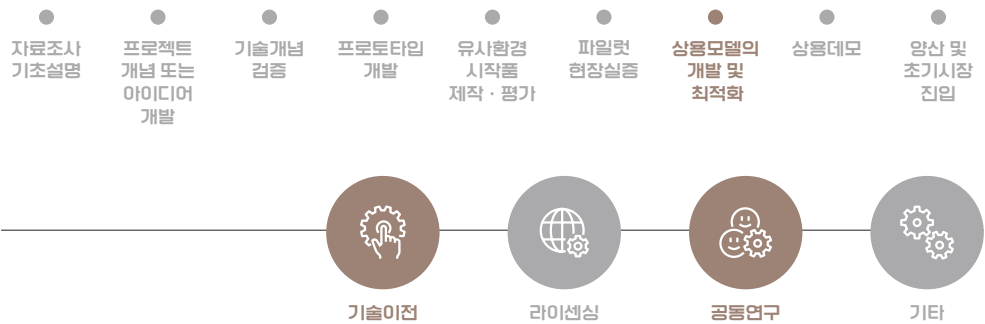 자료조사
기초설명
프로젝트
개념 또는
아이디어
개발
기술개념
검증
프로토타입
개발
유사환경
시작품
제작 · 평가
파일럿
현장실증
상용모델의
개발 및
최적화
상용데모
양산 및
초기시장
진입
기술이전
라이센싱
공동연구
기타